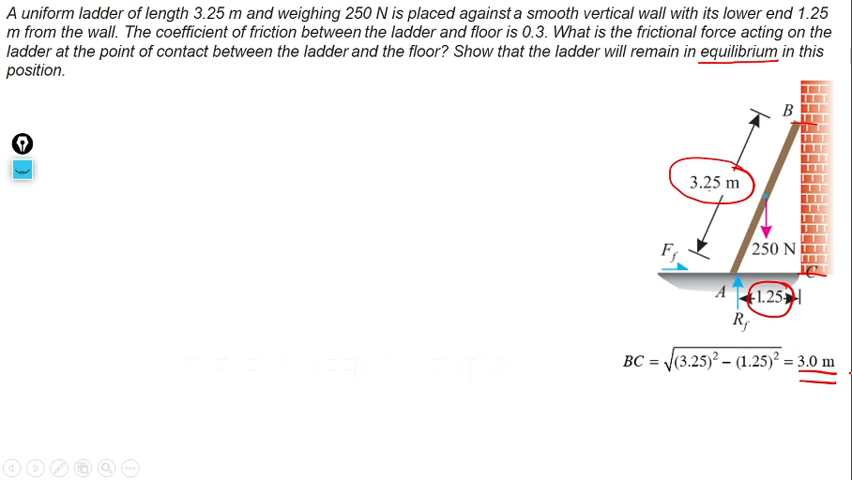 A uniform ladder of length 3.25 m and weighing 250 N is placed against a smooth vertical wall with its lower end 1.25
m from the wall. The coefficient of friction between the ladder and floor is 0.3. What is the frictional force acting on the
ladder at the point of contact between the ladder and the floor? Show that the ladder will remain in equilibrium in this
position.
B
3.25 m
F_f
250 N
C
A
1.25
R_f
BC = √(3.25)² – (1.25)² = 3.0 m